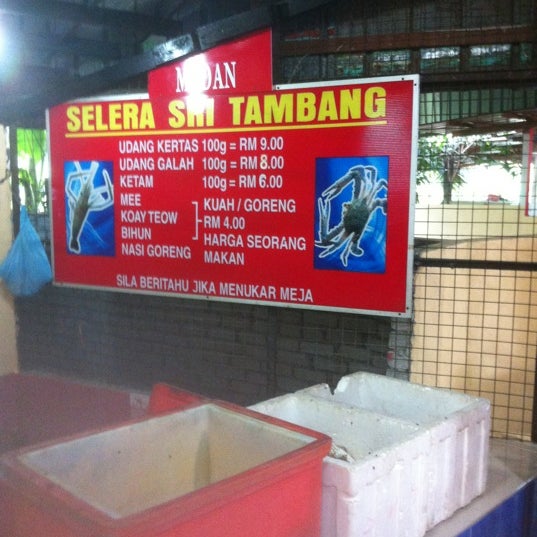 MEDAN
SELERA SRI TAMBANG
UDANG KERTAS 100g = RM 9.00
UDANG GALAH 100g = RM 8.00
KETAM 100g = RM 6.00
MEE KUAH / GORENG
KOAY TEOW RM 4.00
BIHUN HARGA SEORANG
NASI GORENG MAKAN
SILA BERITAHU JIKA MENUKAR MEJA